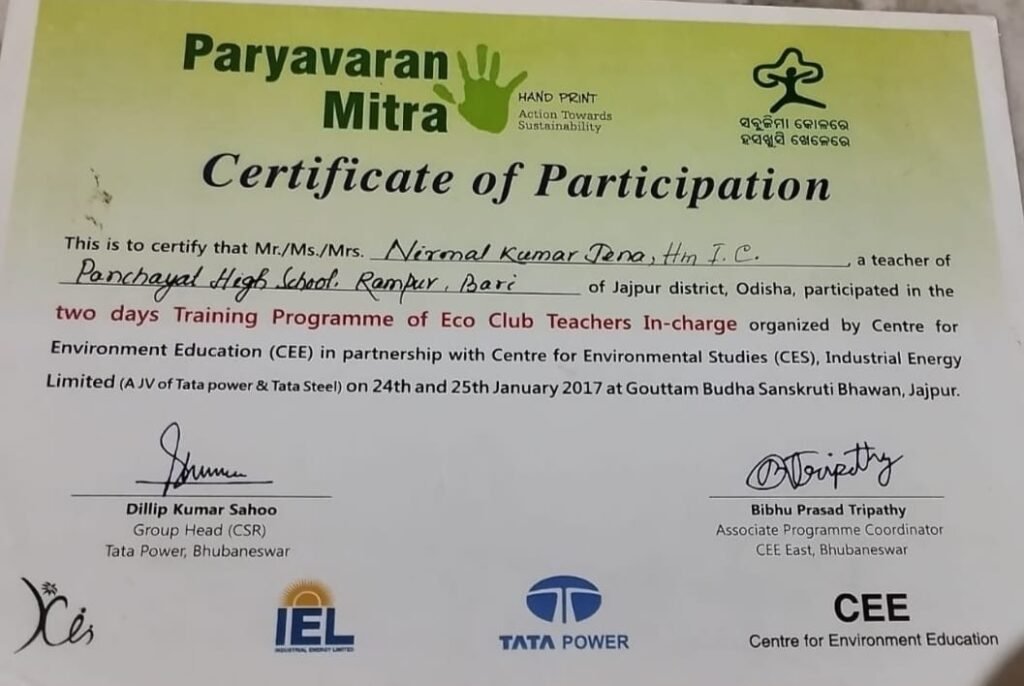 Paryavaran
Mitra
HAND PRINT
Action Towards
Sustainability
ସବୁଜିମା କୋଳରେ
ହସଖୁସି ଖେଳେରେ
Certificate of Participation
This is to certify that Mr./Ms./Mrs. Nirmal Kumar Jena, Hm I.C., a teacher of
Panchayat High School. Rampur, Bari of Jajpur district, Odisha, participated in the
two days Training Programme of Eco Club Teachers In-charge organized by Centre for
Environment Education (CEE) in partnership with Centre for Environmental Studies (CES), Industrial Energy
Limited (A JV of Tata power & Tata Steel) on 24th and 25th January 2017 at Gouttam Budha Sanskruti Bhawan, Jajpur.
BTripathy
Dillip Kumar Sahoo
Group Head (CSR)
Tata Power, Bhubaneswar
Bibhu Prasad Tripathy
Associate Programme Coordinator
CEE East, Bhubaneswar
Ces
IEL
INDUSTRIAL ENERGY LIMITED
TATA POWER
CEE
Centre for Environment Education